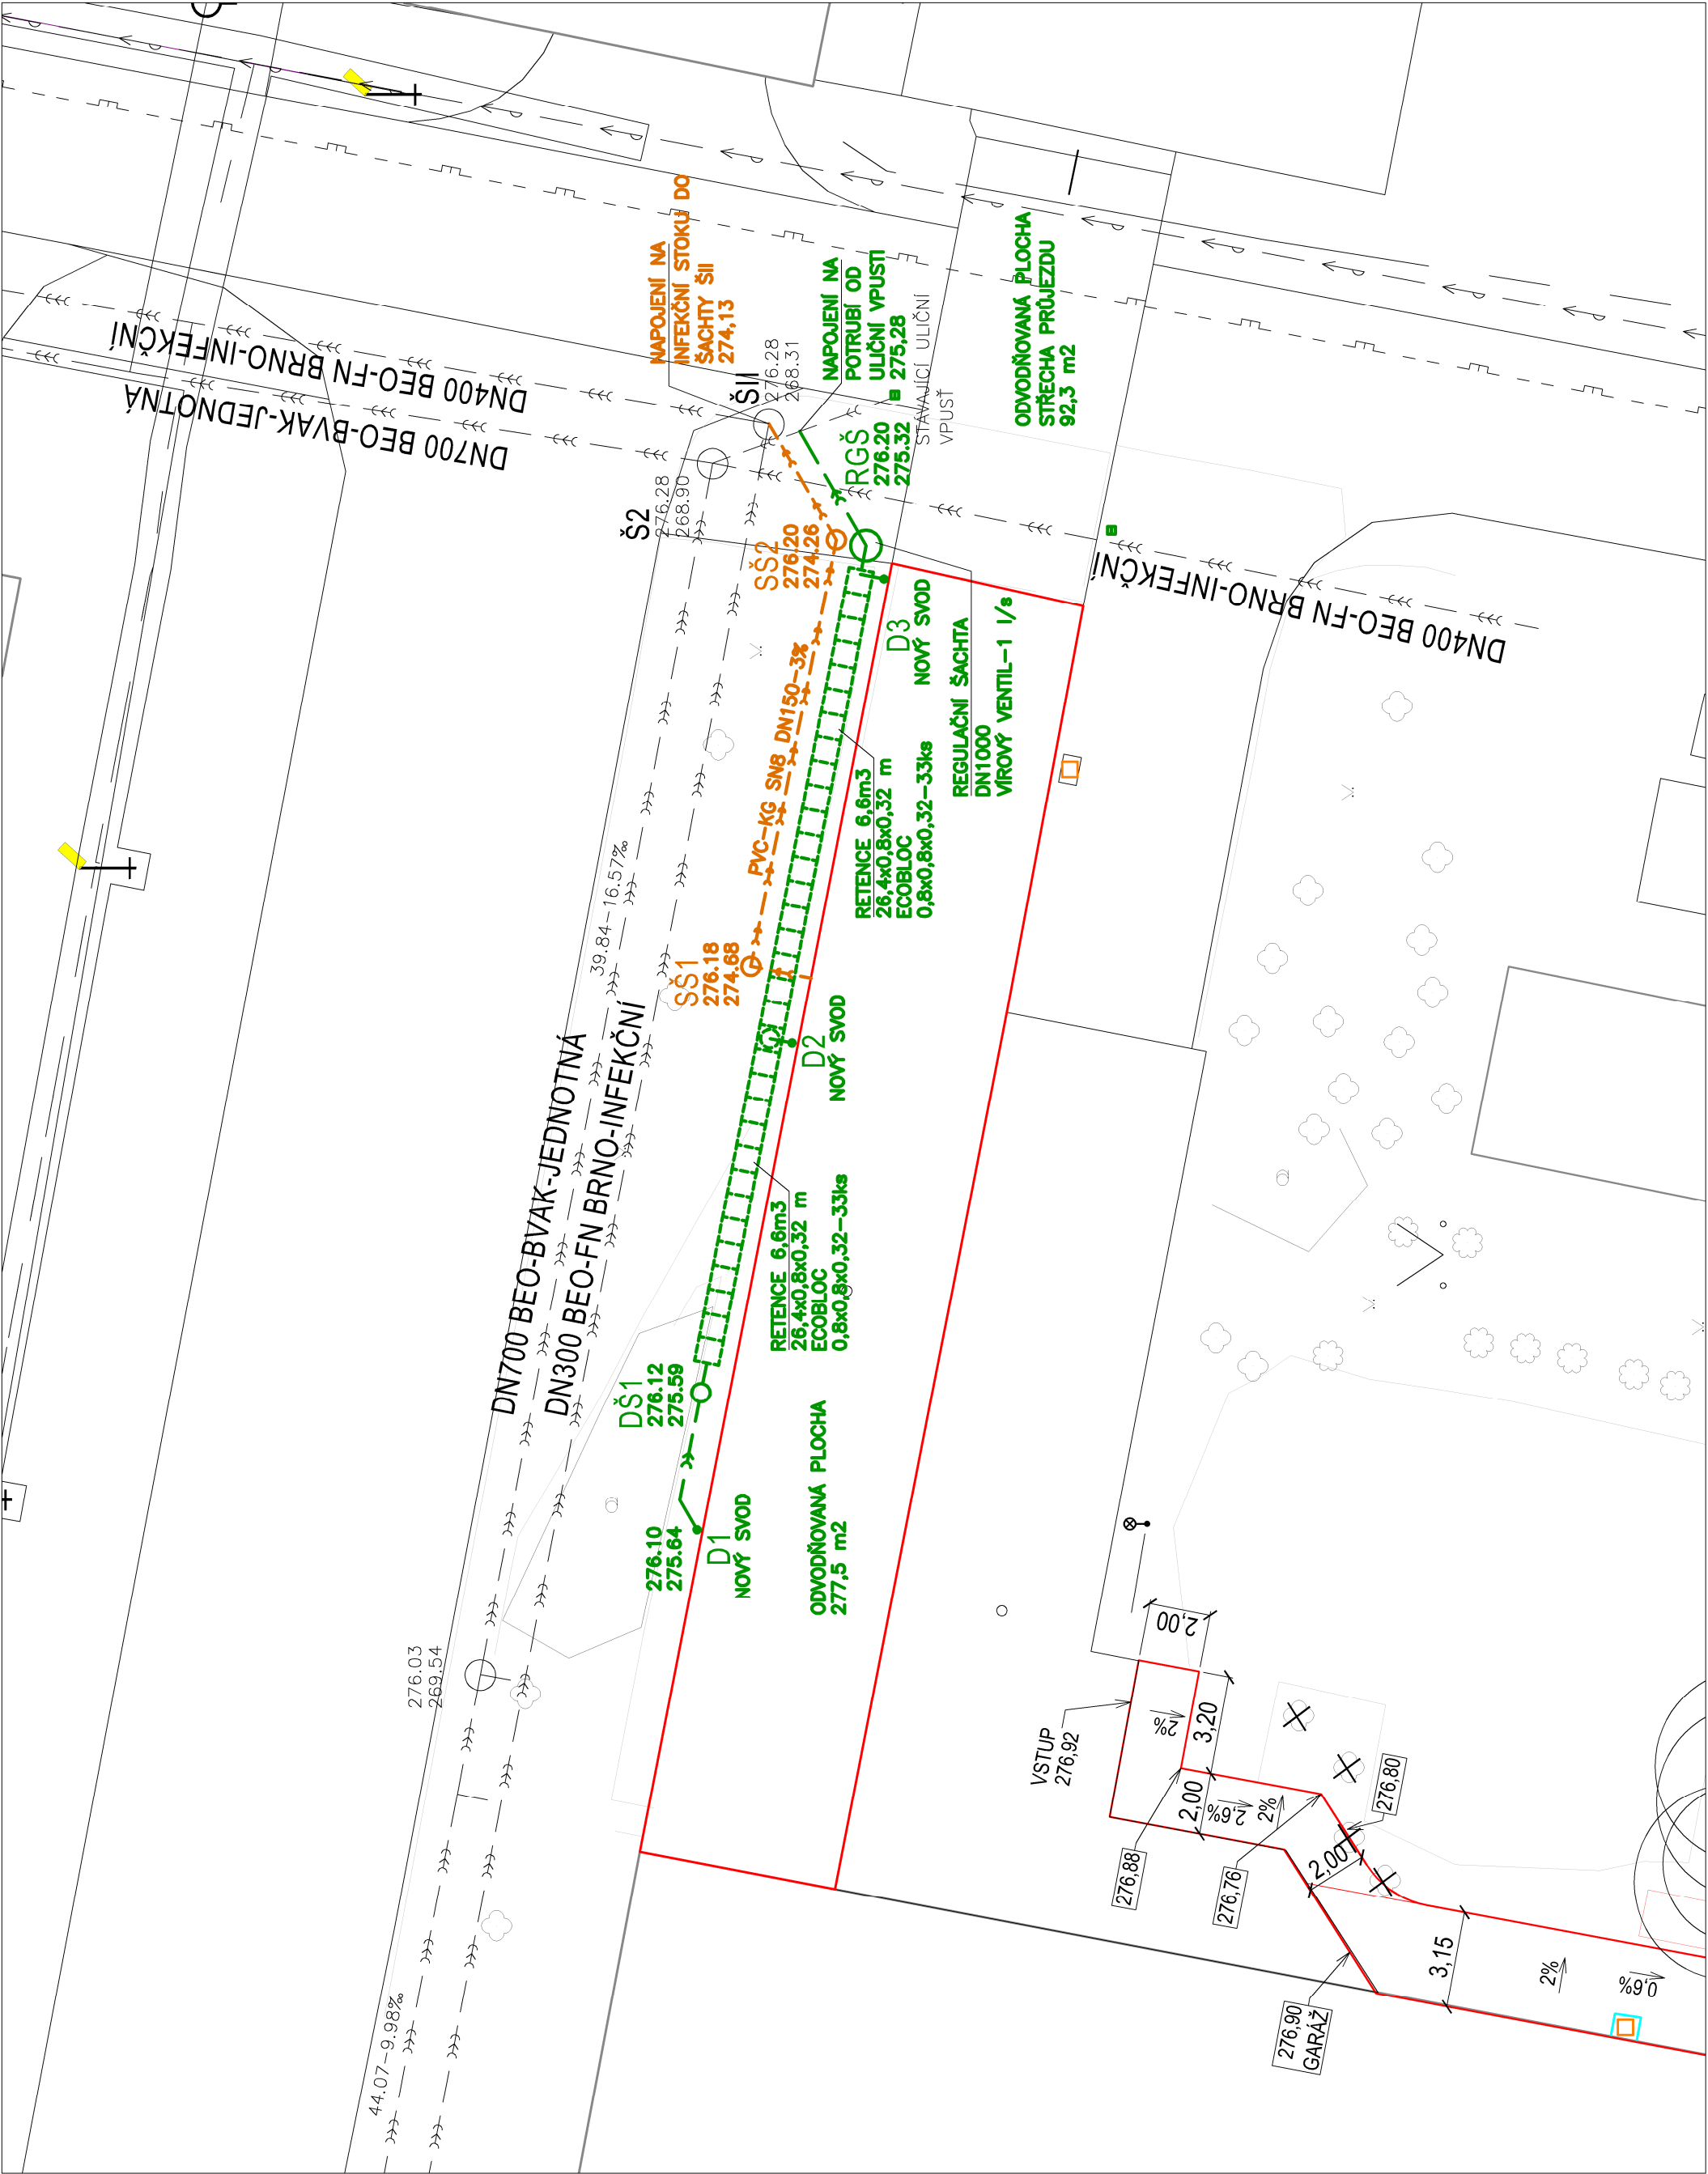 DN400 BEO-FN BRNO-INFEKČNÍ
DN700 BEO-BVAK-JEDNOTNÁ
NAPOJENÍ NA
INFEKČNÍ STOKU DO
ŠACHTY ŠII
274,13
ŠII
276.28
268.31
NAPOJENÍ NA
POTRUBÍ OD
ULIČNÍ VPUSTI
275,28
STÁVAJÍCÍ ULIČNÍ
VPUSŤ
ODVODŇOVANÁ PLOCHA
STŘECHA PRŮJEZDU
92,3 m2
Š2
276.28
268.90
RGŠ
276.20
275.32
SŠ2
276.20
274.26
D3
NOVÝ SVOD
REGULAČNÍ ŠACHTA
DN1000
VÍROVÝ VENTIL-1 l/s
DN400 BEO-FN BRNO-INFEKČNÍ
PVC-KG SN8 DN150-3%
RETENCE 6,6m3
26,4x0,8x0,32 m
ECOBLOC
0,8x0,8x0,32-33ks
39.84-16.57‰
SŠ1
276.18
274.68
D2
NOVÝ SVOD
DN700 BEO-BVAK-JEDNOTNÁ
DN300 BEO-FN BRNO-INFEKČNÍ
RETENCE 6,6m3
26,4x0,8x0,32 m
ECOBLOC
0,8x0,8x0,32-33ks
DŠ1
276.12
275.59
276.10
275.64
D1
NOVÝ SVOD
ODVODŇOVANÁ PLOCHA
277,5 m2
276.03
269.54
44.07-9.98‰
VSTUP
276,92
2,00
2%
3,20
2,00
2,6%
2%
276,88
276,76
276,80
2,00
3,15
2%
0,6%
276,90
GARÁŽ